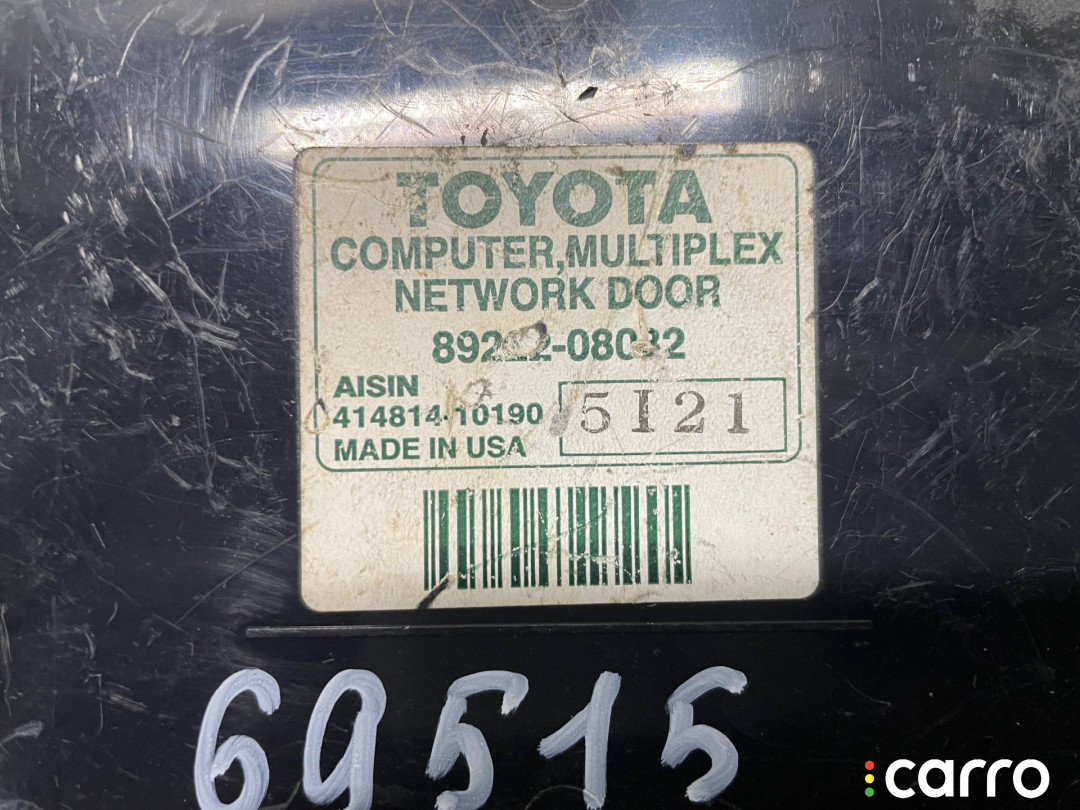 TOYOTA
COMPUTER,MULTIPLEX
NETWORK DOOR
AISIN
414814-10190
5I21
MADE IN USA
69515
carro